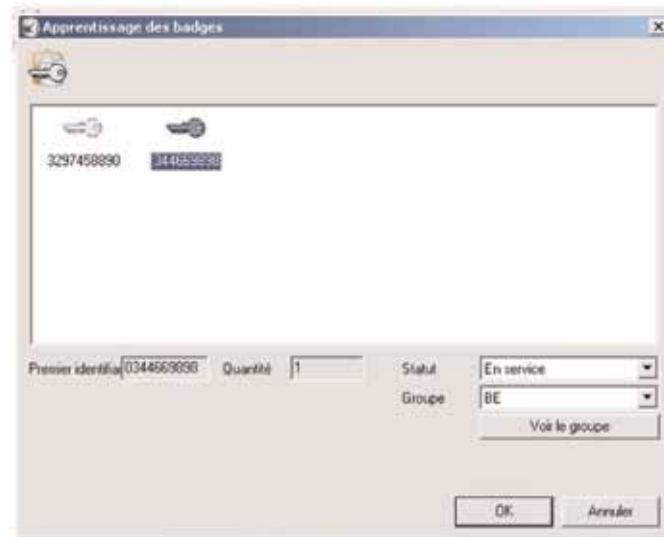 Apprentissage des badges
3297458890 344669898
Premier identifiant 0344669898 Quantité 1 Statut En service
Groupe BE
Voir le groupe
OK Annuler